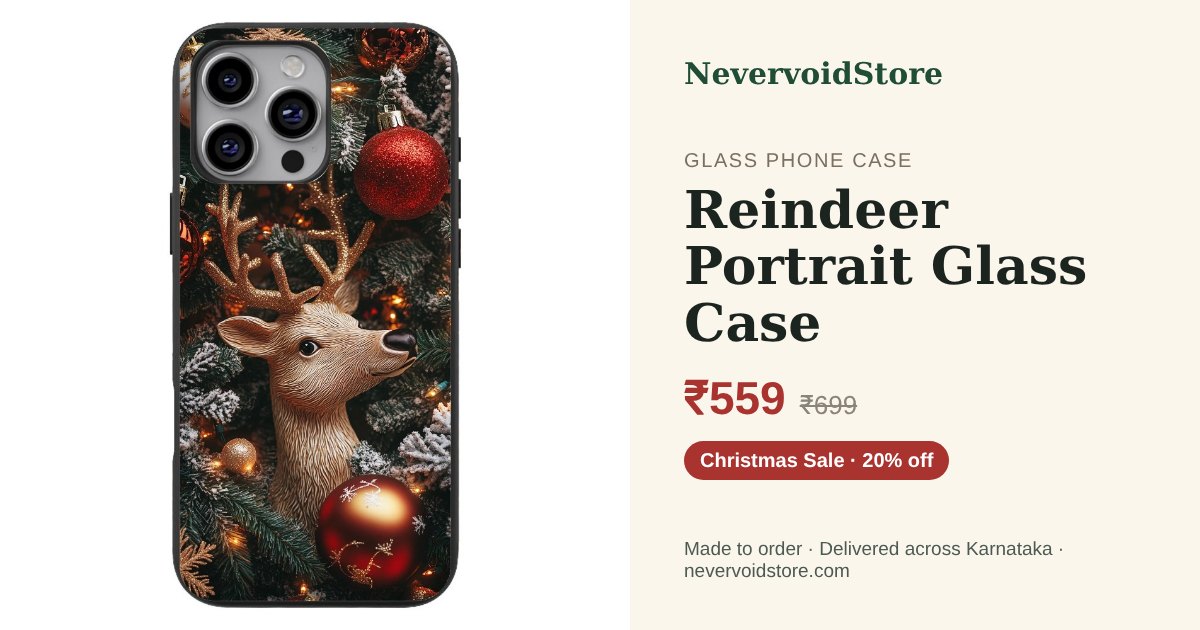 NevervoidStore
GLASS PHONE CASE
Reindeer
Portrait Glass
Case
₹559 ₹699
Christmas Sale · 20% off
Made to order · Delivered across Karnataka ·
nevervoidstore.com